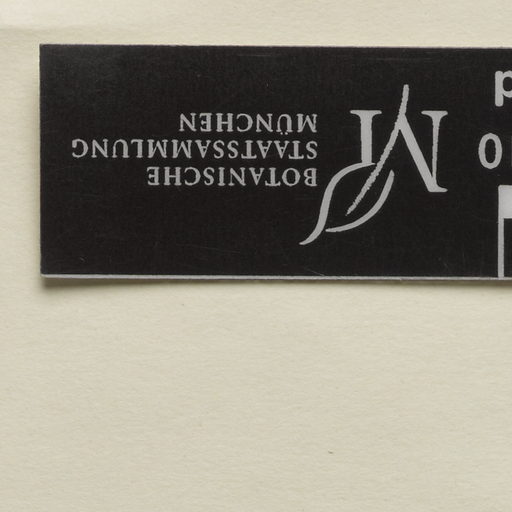 BOTANISCHE
STAATSSAMMLUNG
MÜNCHEN
M